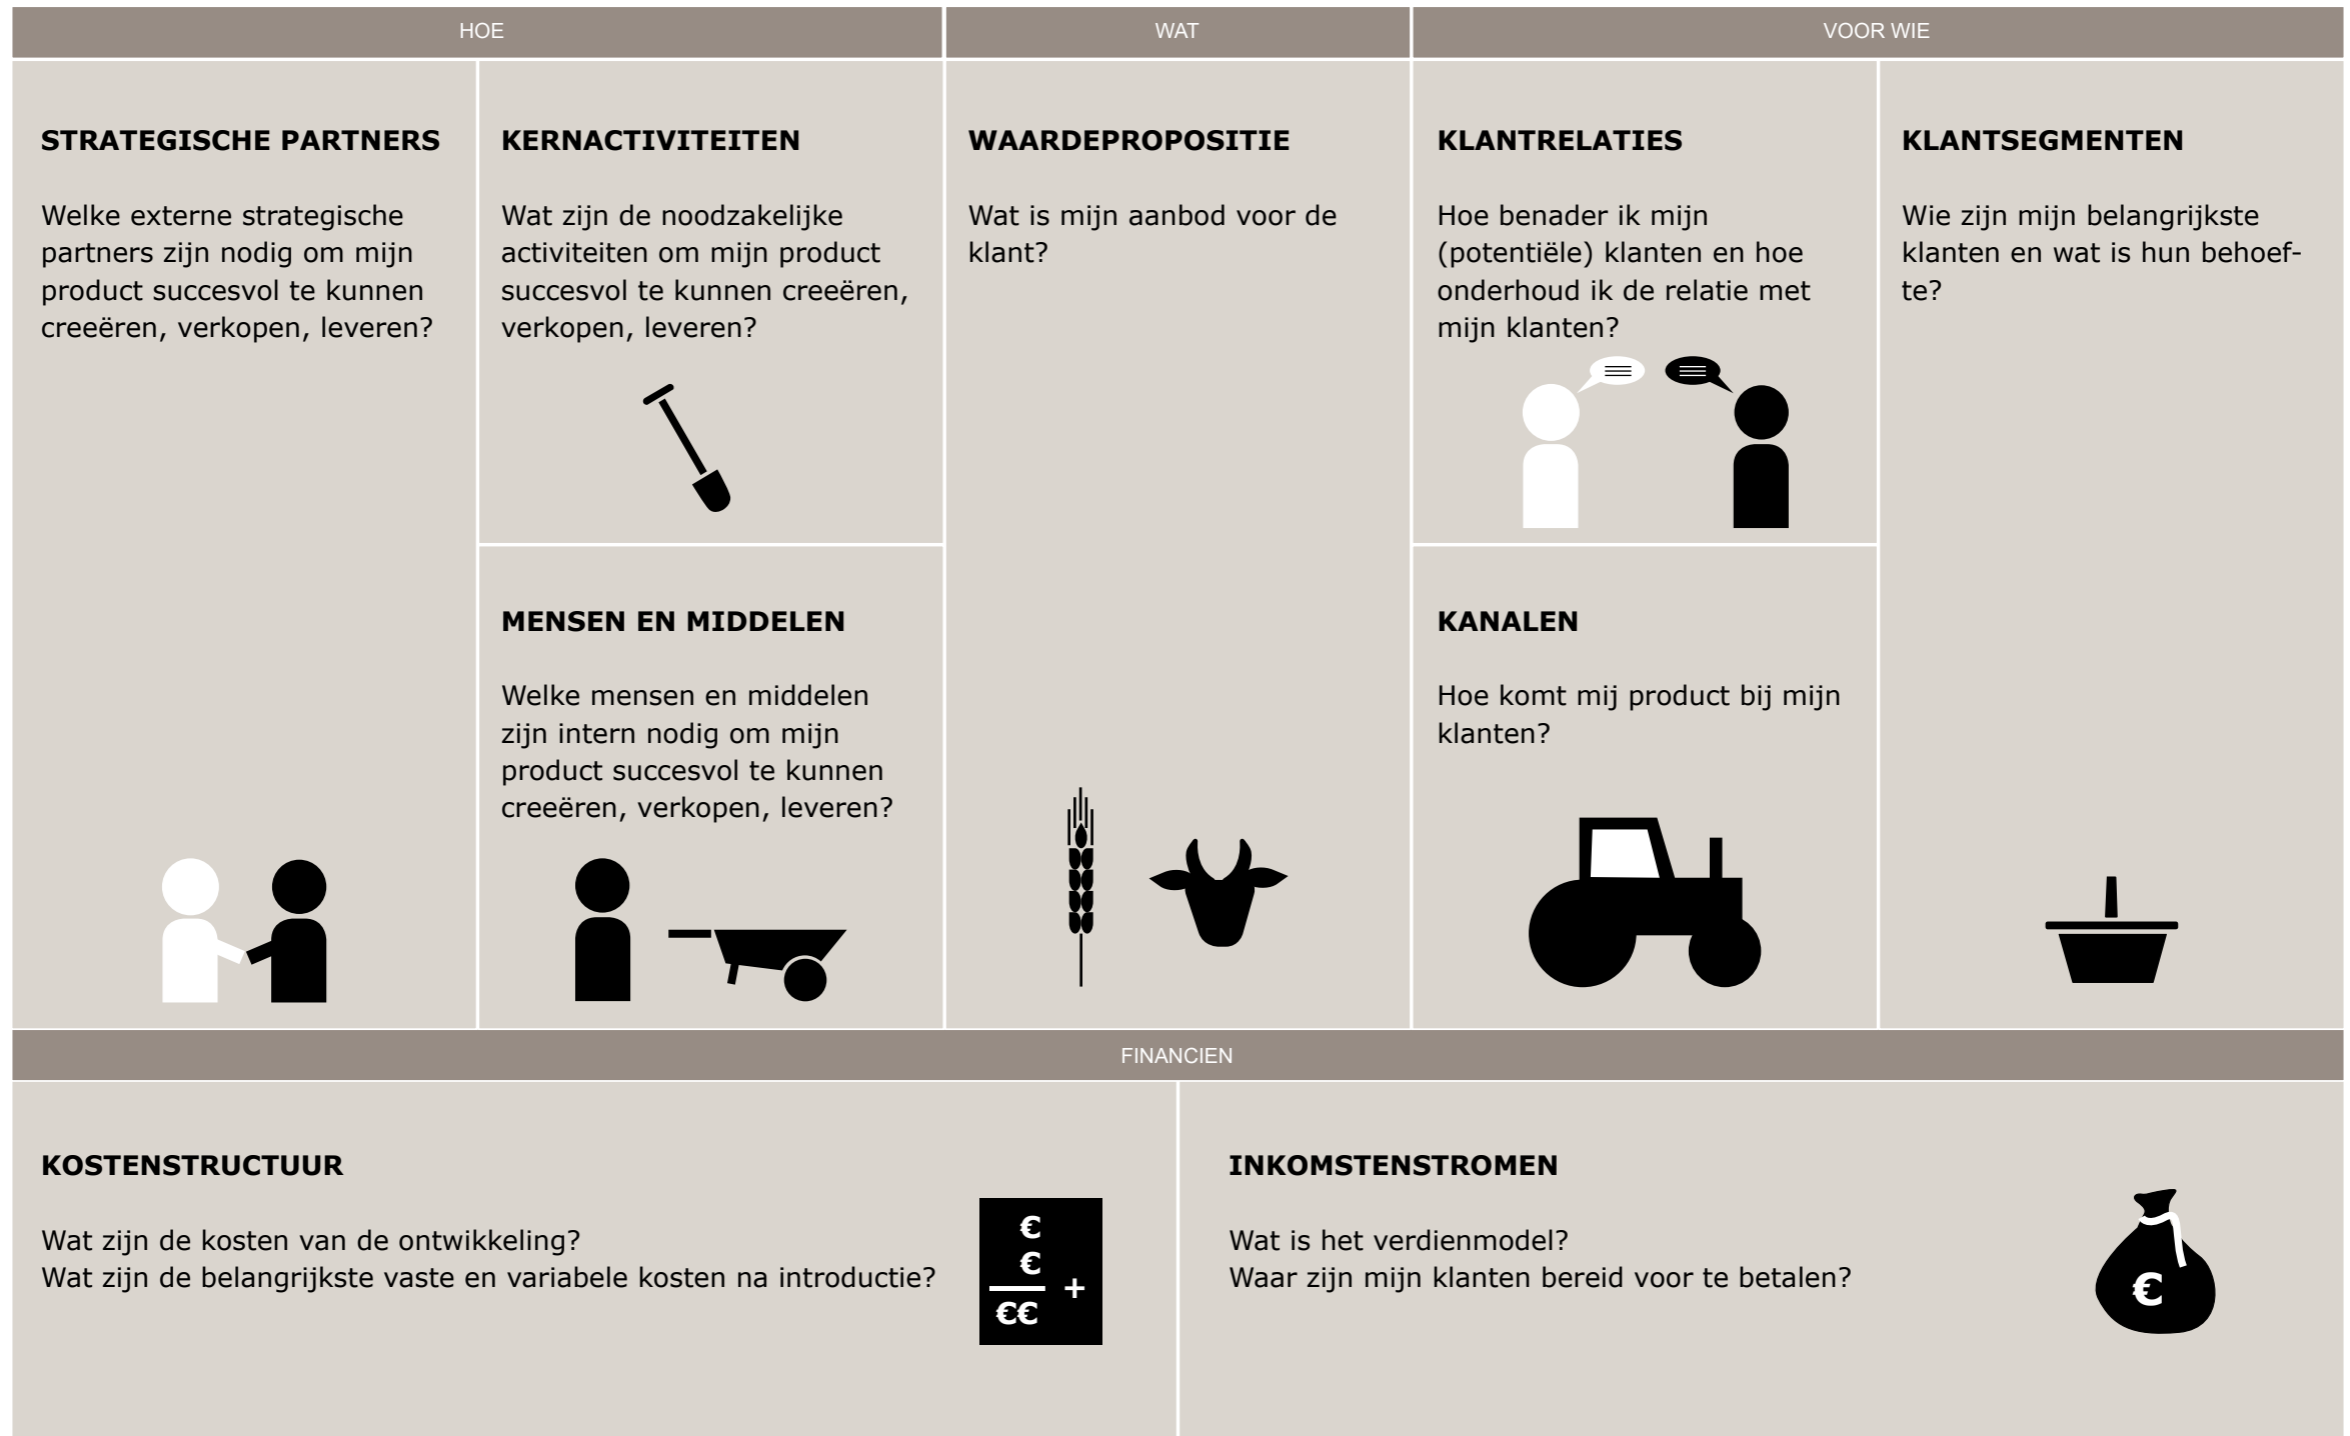 HOE
WAT
VOOR WIE
STRATEGISCHE PARTNERS
Welke externe strategische
partners zijn nodig om mijn
product succesvol te kunnen
creeëren, verkopen, leveren?
KERNACTIVITEITEN
Wat zijn de noodzakelijke
activiteiten om mijn product
succesvol te kunnen creeëren,
verkopen, leveren?
MENSEN EN MIDDELEN
Welke mensen en middelen
zijn intern nodig om mijn
product succesvol te kunnen
creeëren, verkopen, leveren?
WAARDEPROPOSITIE
Wat is mijn aanbod voor de
klant?
KLANTRELATIES
Hoe benader ik mijn
(potentiële) klanten en hoe
onderhoud ik de relatie met
mijn klanten?
KANALEN
Hoe komt mij product bij mijn
klanten?
KLANTSEGMENTEN
Wie zijn mijn belangrijkste
klanten en wat is hun behoef-
te?
FINANCIEN
KOSTENSTRUCTUUR
Wat zijn de kosten van de ontwikkeling?
Wat zijn de belangrijkste vaste en variabele kosten na introductie?
€
€
+
€€
INKOMSTENSTROMEN
Wat is het verdienmodel?
Waar zijn mijn klanten bereid voor te betalen?
€